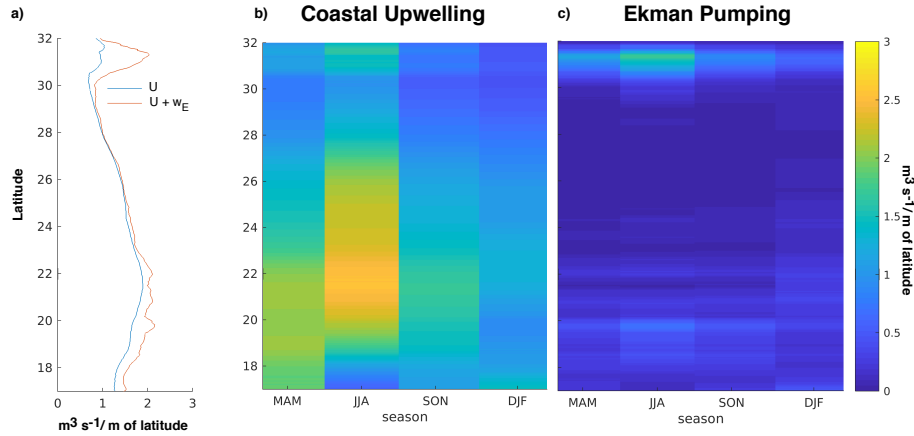 a)
32
30
28
26
24
22
20
18
0
1
2
3
U
U + wE
Latitude
m³ s⁻¹/ m of latitude
b)
Coastal Upwelling
32
30
28
26
24
22
20
18
MAM
JJA
SON
DJF
season
c)
Ekman Pumping
MAM
JJA
SON
DJF
season
3
2.5
2
1.5
1
0.5
0
m³ s⁻¹/ m of latitude